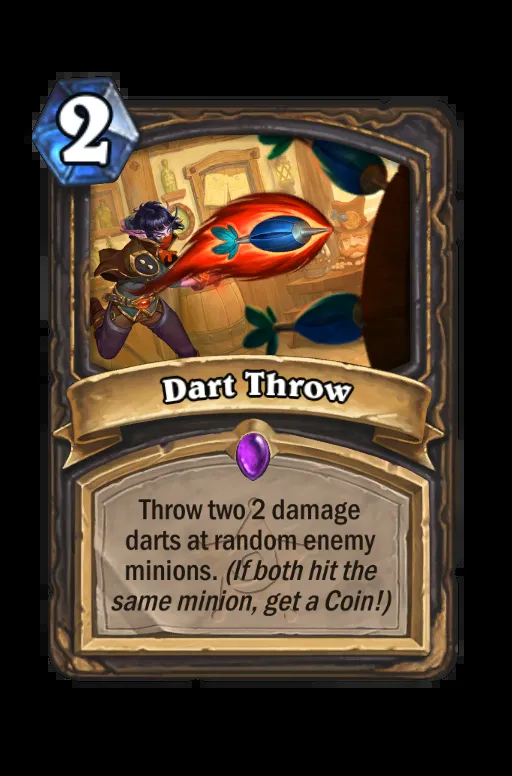 2
Dart Throw
Throw two 2 damage
darts at random enemy
minions. (If both hit the
same minion, get a Coin!)